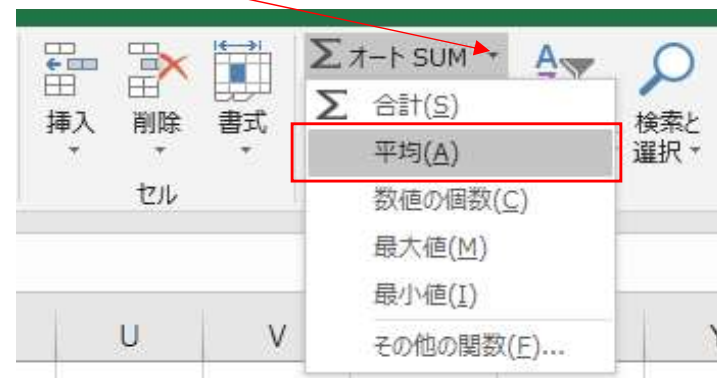 挿入
削除
書式
セル
Σ オート SUM
Σ 合計(S)
平均(A)
数値の個数(C)
最大値(M)
最小値(I)
その他の関数(F)...
検索と
選択
U
V